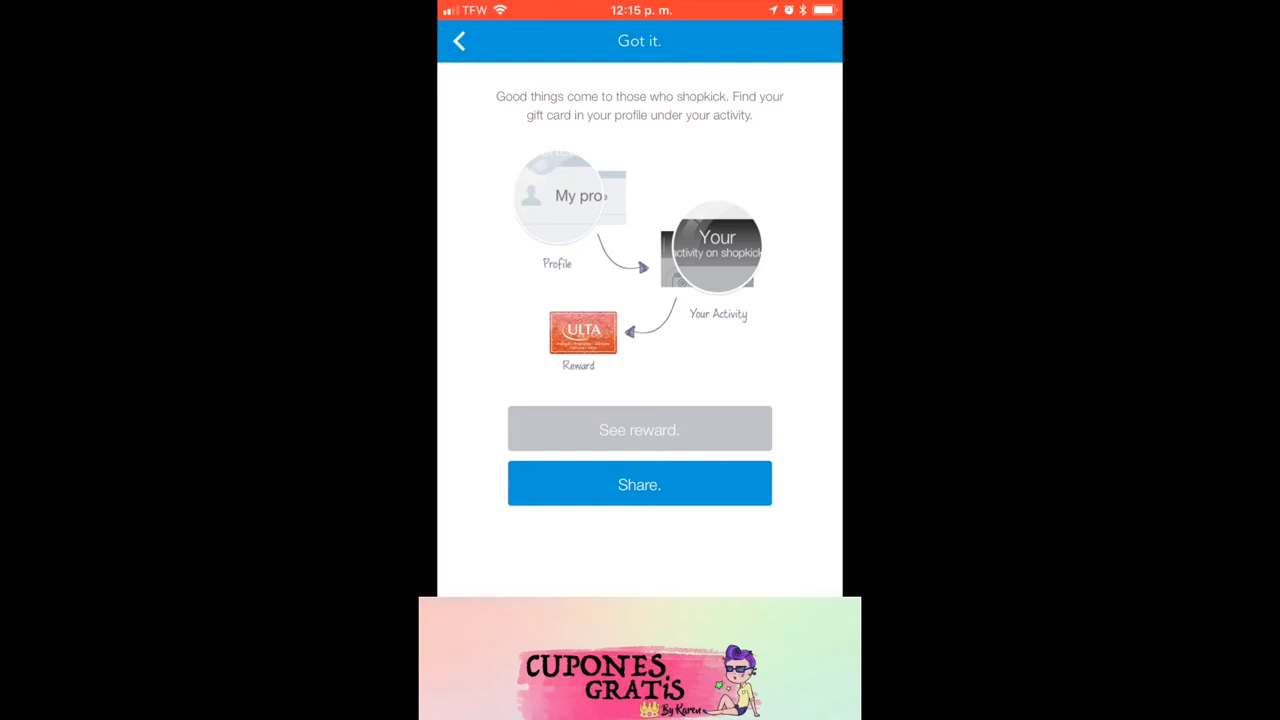 TFW 12:15 p. m.
Got it.
Good things come to those who shopkick. Find your
gift card in your profile under your activity.
My pro
Profile
Your
activity on shopkick
Your Activity
ULTA
Reward
See reward.
Share.
CUPONES
GRATiS
By Karen